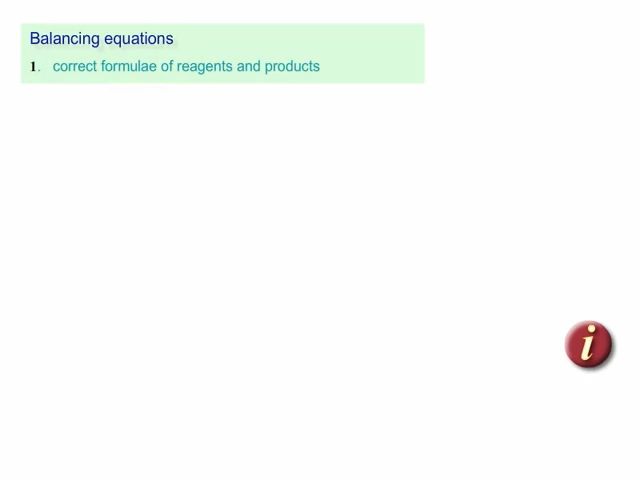 Balancing equations
1. correct formulae of reagents and products
i